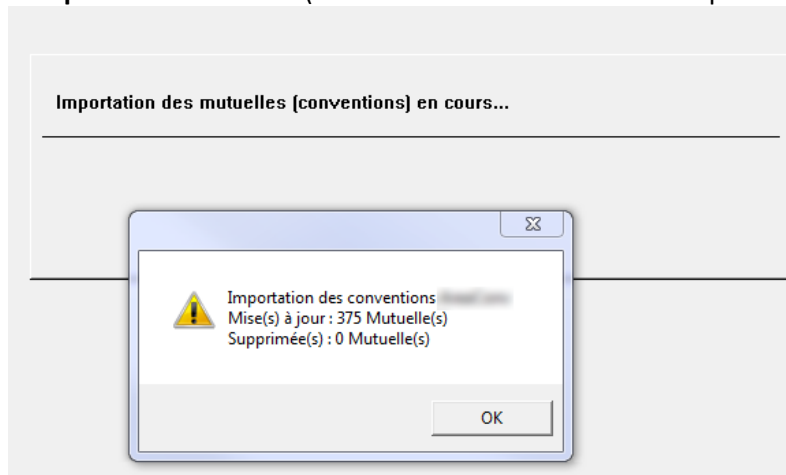 Importation des mutuelles (conventions) en cours...
Importation des conventions
Mise(s) à jour : 375 Mutuelle(s)
Supprimée(s) : 0 Mutuelle(s)
OK